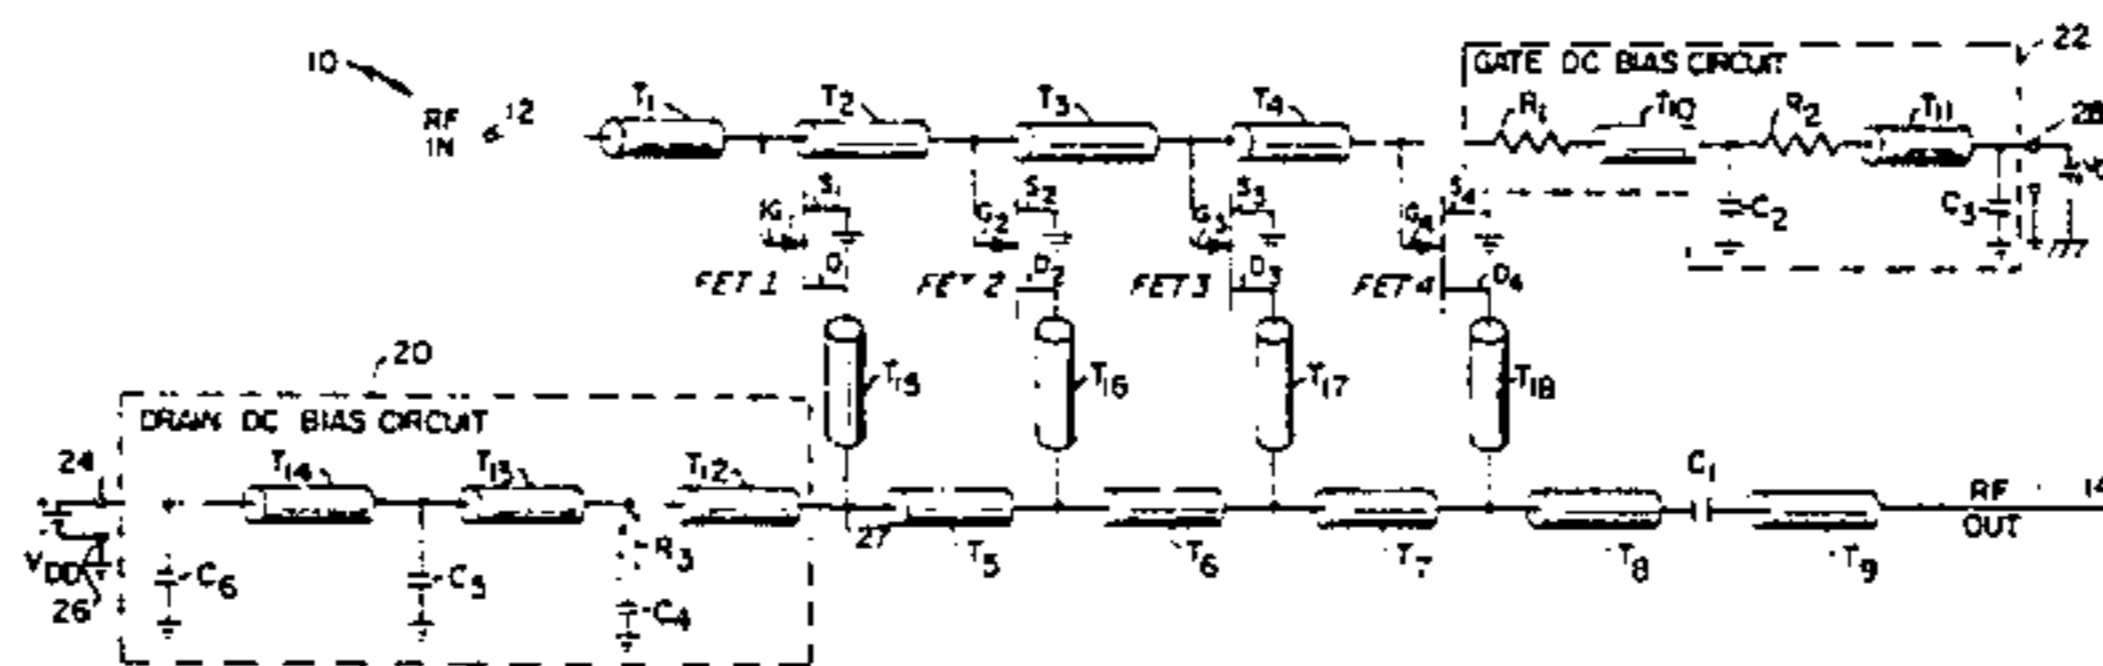 10
RF IN
12
T1
T2
T3
T4
GATE DC BIAS CIRCUIT
22
R1
T10
R2
T11
28
C2
C3
G1
S1
D
FET 1
G2
S2
D2
FET 2
G3
S3
D3
FET 3
G4
S4
D4
FET 4
T15
T16
T17
T18
20
DRAIN DC BIAS CIRCUIT
24
T14
T13
T12
VDD
26
C6
C5
R3
C4
27
T5
T6
T7
T8
C1
T9
RF OUT
14